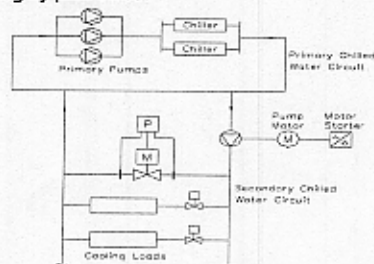 Chiller
Chiller
Primary Pumps
Primary Chilled
Water Circuit
P
M
Pump
Motor
M
Motor
Starter
Secondary Chilled
Water Circuit
Cooling Loads